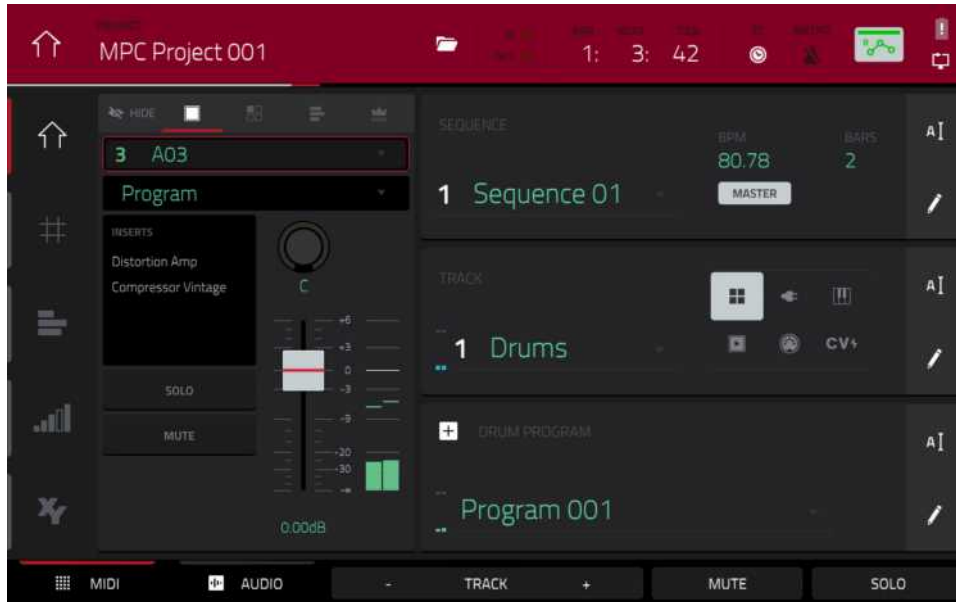 PROJECT
MPC Project 001
1: 3: 42
HIDE
3 A03
Program
INSERTS
Distortion Amp
Compressor Vintage
C
+6
+3
0
-3
-9
-20
-30
-∞
SOLO
MUTE
0.00dB
SEQUENCE
BPM
BARS
80.78
2
1 Sequence 01
MASTER
TRACK
1 Drums
CV
DRUM PROGRAM
Program 001
XY
MIDI
AUDIO
- TRACK +
MUTE
SOLO